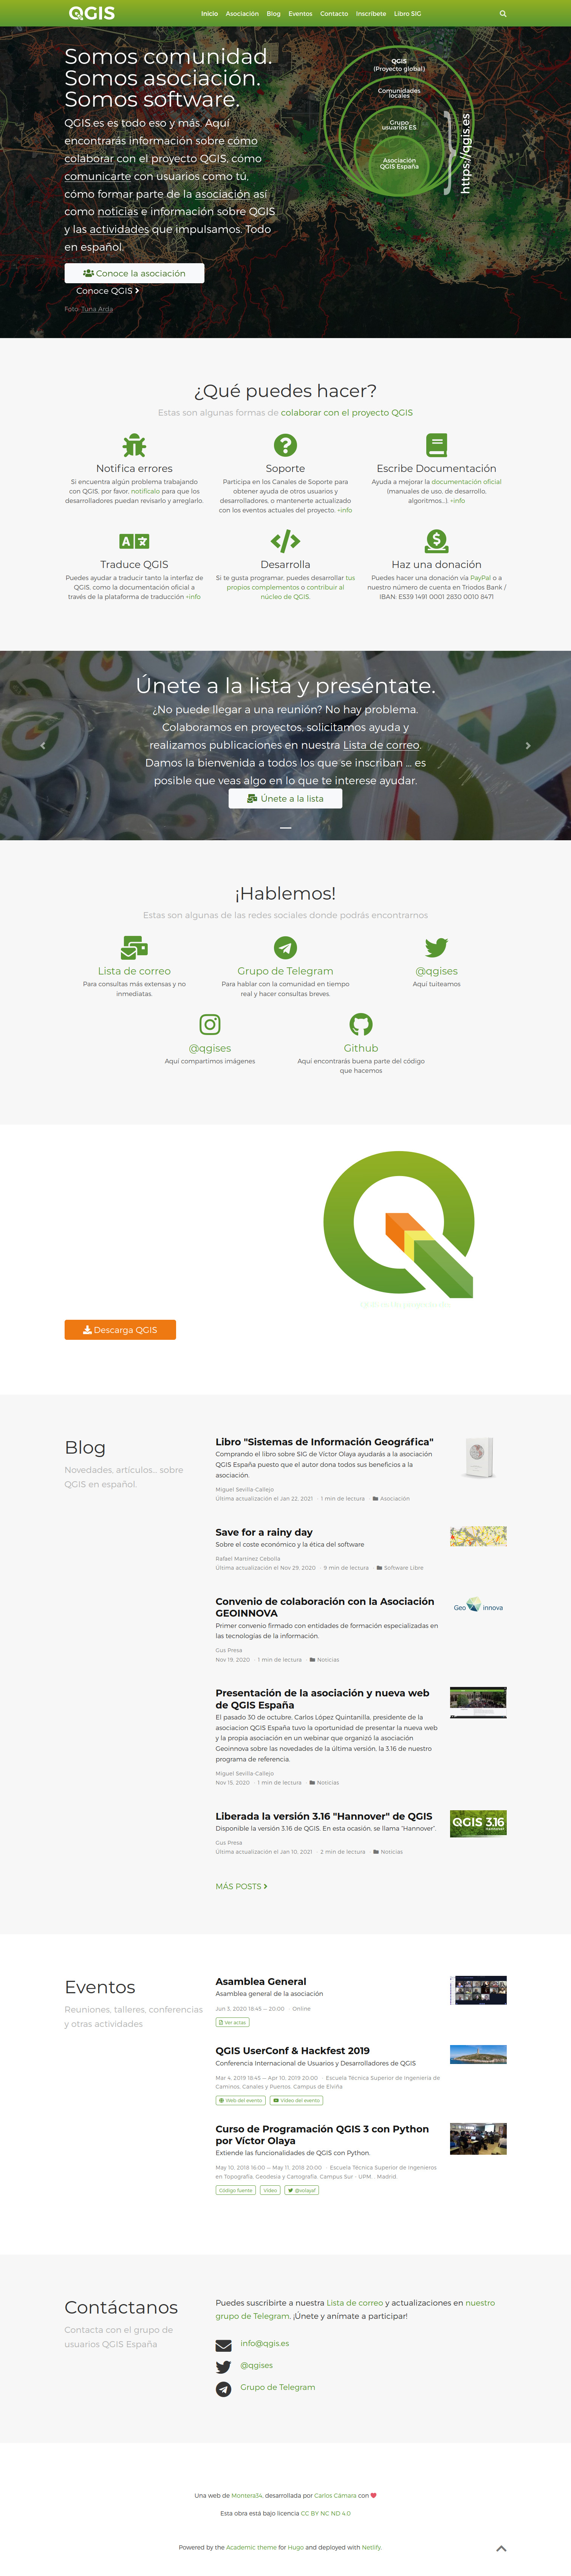 QGIS
Inicio Asociación Blog Eventos Contacto Inscríbete Libro SIG
Somos comunidad.
Somos asociación.
Somos software.
QGIS.es es todo eso y más. Aquí
encontrarás información sobre cómo
colaborar con el proyecto QGIS, cómo
comunicarte con usuarios como tú,
cómo formar parte de la asociación así
como noticias e información sobre QGIS
y las actividades que impulsamos. Todo
en español.
Conoce la asociación
Conoce QGIS
Foto: Tuna Arda
QGIS
(Proyecto global)
Comunidades
locales
Grupo
usuarios ES
Asociación
QGIS España
https://qgis.es
¿Qué puedes hacer?
Estas son algunas formas de colaborar con el proyecto QGIS
Notifica errores
Si encuentra algún problema trabajando
con QGIS, por favor, notifícalo para que los
desarrolladores puedan revisarlo y arreglarlo.
Soporte
Participa en los Canales de Soporte para
obtener ayuda de otros usuarios y
desarrolladores, o mantenerte actualizado
con los eventos actuales del proyecto. +info
Escribe Documentación
Ayuda a mejorar la documentación oficial
(manuales de uso, de desarrollo,
algoritmos...). +info
Traduce QGIS
Puedes ayudar a traducir tanto la interfaz de
QGIS, como la documentación oficial a
través de la plataforma de traducción +info
Desarrolla
Si te gusta programar, puedes desarrollar tus
propios complementos o contribuir al
núcleo de QGIS.
Haz una donación
Puedes hacer una donación vía PayPal o a
nuestro número de cuenta en Triodos Bank /
IBAN: ES39 1491 0001 2830 0010 8471
Únete a la lista y preséntate.
¿No puede llegar a una reunión? No hay problema.
Colaboramos en proyectos, solicitamos ayuda y
realizamos publicaciones en nuestra Lista de correo.
Damos la bienvenida a todos los que se inscriban ... es
posible que veas algo en lo que te interese ayudar.
Únete a la lista
¡Hablemos!
Estas son algunas de las redes sociales donde podrás encontrarnos
Lista de correo
Para consultas más extensas y no
inmediatas.
Grupo de Telegram
Para hablar con la comunidad en tiempo
real y hacer consultas breves.
@qgises
Aquí tuiteamos
@qgises
Aquí compartimos imágenes
Github
Aquí encontrarás buena parte del código
que hacemos
Descarga QGIS
Blog
Novedades, artículos... sobre
QGIS en español.
Libro "Sistemas de Información Geográfica"
Comprando el libro sobre SIG de Víctor Olaya ayudarás a la asociación
QGIS España puesto que el autor dona todos sus beneficios a la
asociación.
Miguel Sevilla-Callejo
Última actualización el Jan 22, 2021 · 1 min de lectura · Asociación
Save for a rainy day
Sobre el coste económico y la ética del software
Rafael Martínez Cebolla
Última actualización el Nov 29, 2020 · 9 min de lectura · Software Libre
Convenio de colaboración con la Asociación
GEOINNOVA
Primer convenio firmado con entidades de formación especializadas en
las tecnologías de la información.
Gus Presa
Nov 19, 2020 · 1 min de lectura · Noticias
Geo innova
Presentación de la asociación y nueva web
de QGIS España
El pasado 30 de octubre, Carlos López Quintanilla, presidente de la
asociacion QGIS España tuvo la oportunidad de presentar la nueva web
y la propia asociación en un webinar que organizó la asociación
Geoinnova sobre las novedades de la última versión, la 3.16 de nuestro
programa de referencia.
Miguel Sevilla-Callejo
Nov 15, 2020 · 1 min de lectura · Noticias
Liberada la versión 3.16 "Hannover" de QGIS
Disponible la versión 3.16 de QGIS. En esta ocasión, se llama “Hannover”.
Gus Presa
Última actualización el Jan 10, 2021 · 2 min de lectura · Noticias
QGIS 3.16
MÁS POSTS
Eventos
Reuniones, talleres, conferencias
y otras actividades
Asamblea General
Asamblea general de la asociación
Jun 3, 2020 18:45 — 20:00 · Online
Ver actas
QGIS UserConf & Hackfest 2019
Conferencia Internacional de Usuarios y Desarrolladores de QGIS
Mar 4, 2019 18:45 — Apr 10, 2019 20:00 · Escuela Técnica Superior de Ingeniería de
Caminos, Canales y Puertos. Campus de Elviña
Web del evento Vídeo del evento
Curso de Programación QGIS 3 con Python
por Víctor Olaya
Extiende las funcionalidades de QGIS con Python.
May 10, 2018 16:00 — May 11, 2018 20:00 · Escuela Técnica Superior de Ingenieros
en Topografía, Geodesia y Cartografía. Campus Sur - UPM. , Madrid.
Código fuente Vídeo @volayaf
Contáctanos
Contacta con el grupo de
usuarios QGIS España
Puedes suscribirte a nuestra Lista de correo y actualizaciones en nuestro
grupo de Telegram. ¡Únete y anímate a participar!
info@qgis.es
@qgises
Grupo de Telegram
Una web de Montera34, desarrollada por Carlos Cámara con
Esta obra está bajo licencia CC BY NC ND 4.0
Powered by the Academic theme for Hugo and deployed with Netlify.